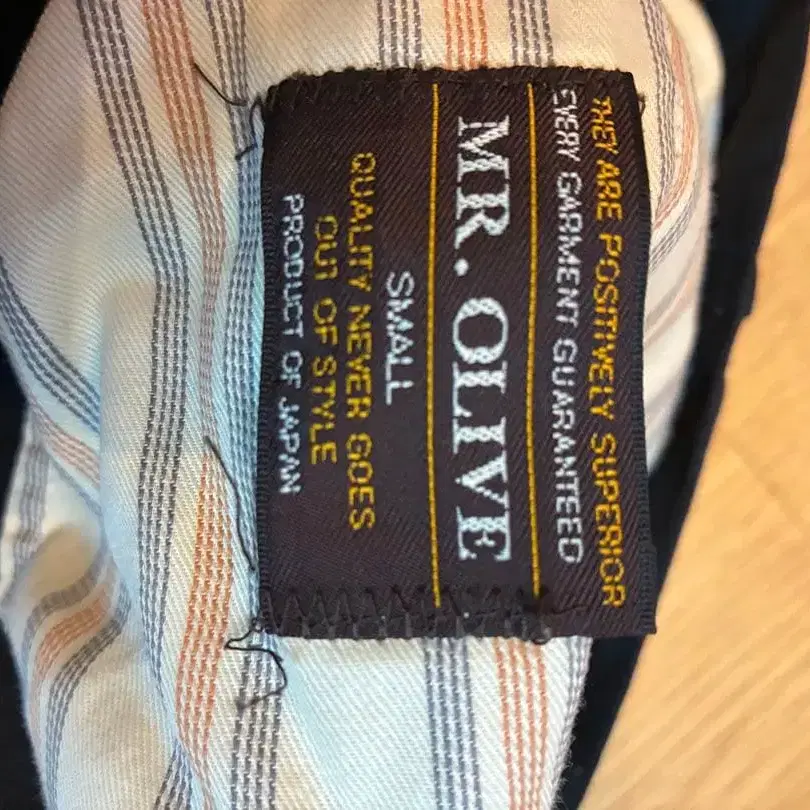 THEY ARE POSITIVELY SUPERIOR
EVERY GARMENT GUARANTEED
MR. OLIVE
SMALL
QUALITY NEVER GOES
OUT OF STYLE
PRODUCT OF JAPAN